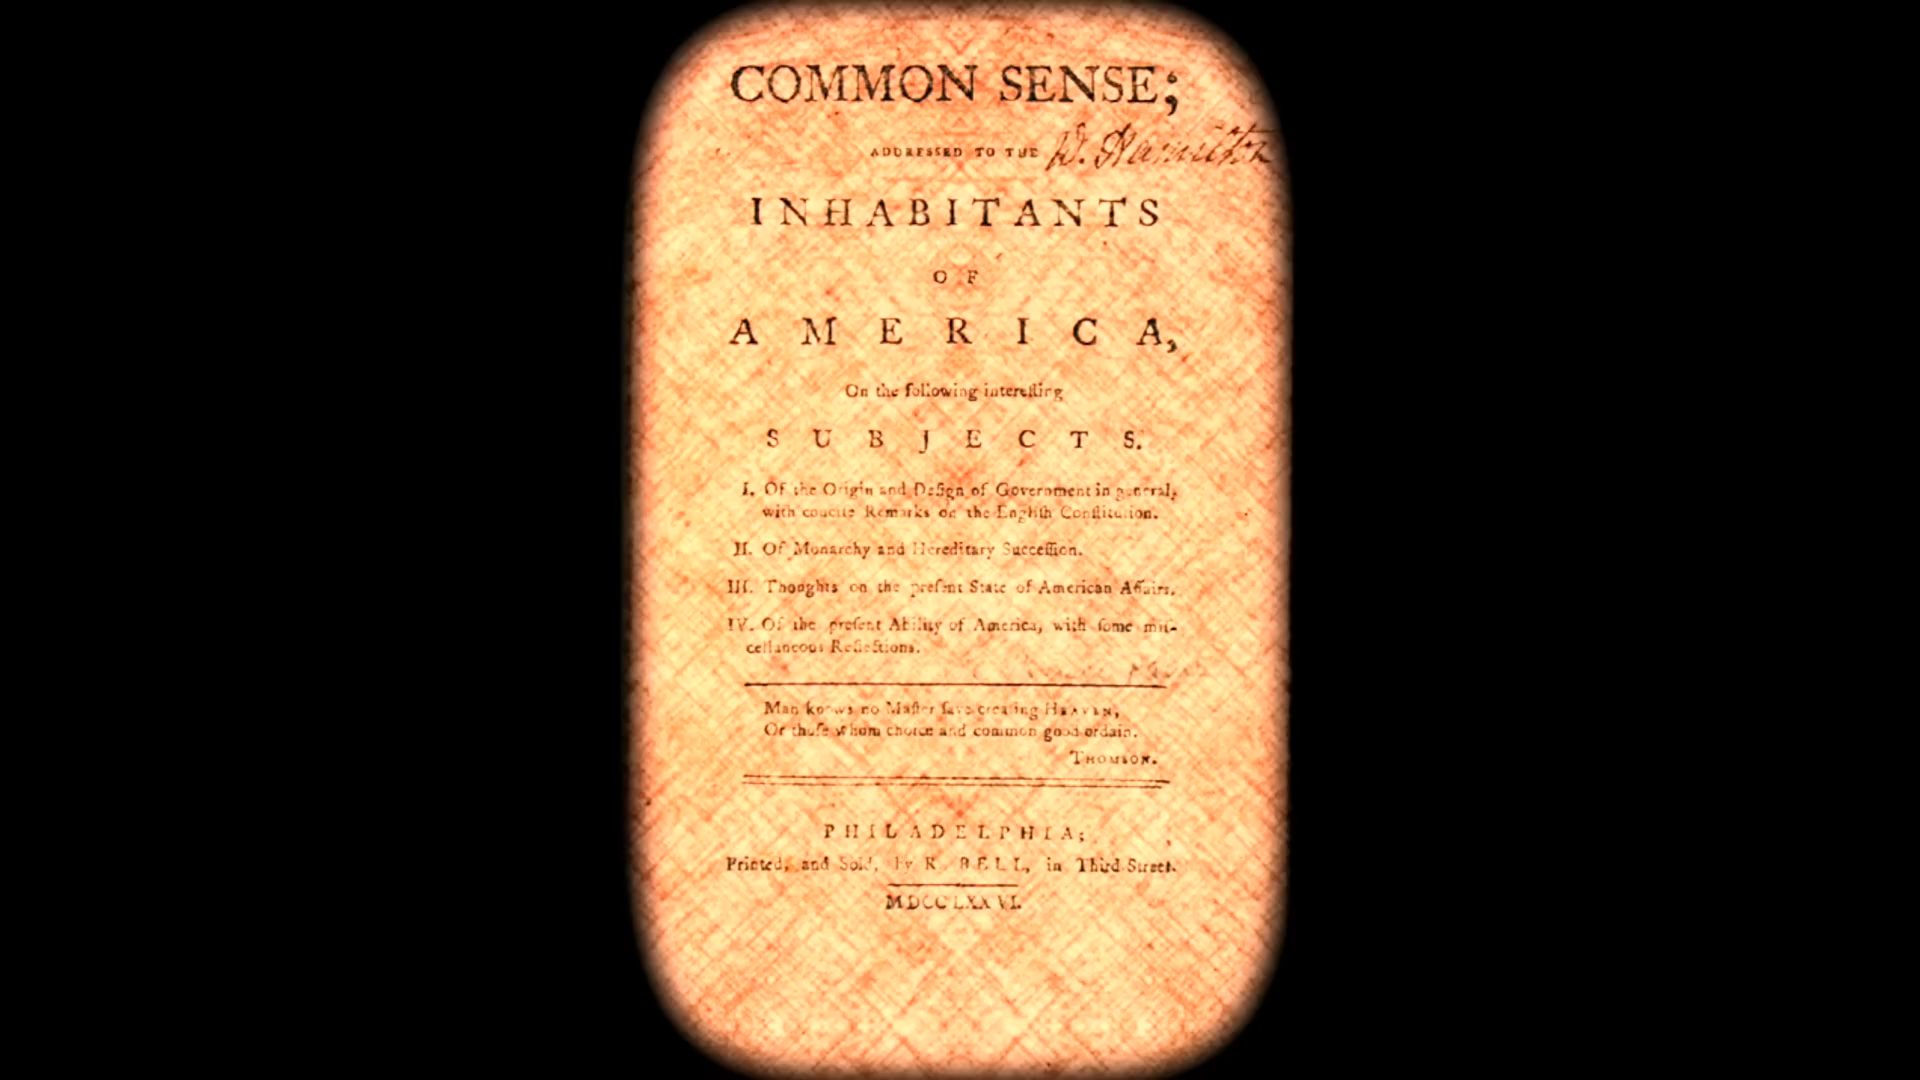 COMMON SENSE;
ADDRESSED TO THE W. Hamilton
INHABITANTS
OF
AMERICA,
On the following intereſting
SUBJECTS.
I. Of the Origin and Deſign of Government in general,
with conciſe Remarks on the Engliſh Conſtitution.
II. Of Monarchy and Hereditary Succeſſion.
III. Thoughts on the preſent State of American Affairs.
IV. Of the preſent Ability of America, with ſome miſ-
cellaneous Reflections.
Man knows no Maſter ſave creating HEAVEN,
Or thoſe whom choice and common good ordain.
THOMSON.
PHILADELPHIA;
Printed, and Sold, by R. BELL, in Third-Street.
MDCCLXXVI.